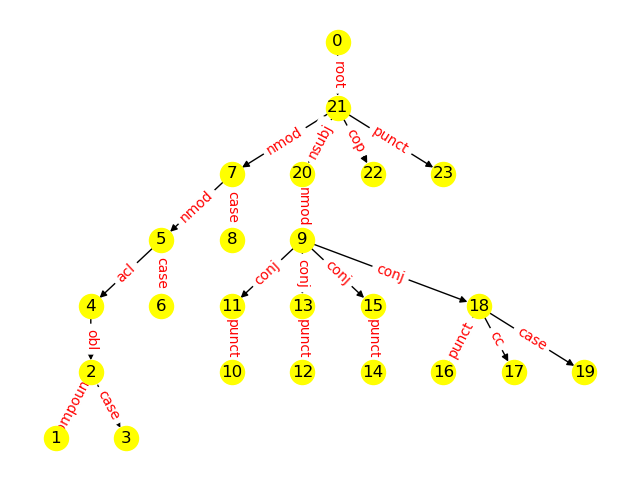 0
root
21
nmod nsubj cop punct
7 20 22 23
nmod case nmod
5 8 9
acl case conj conj conj conj
4 6 11 13 15 18
obl punct punct punct punct cc case
2 10 12 14 16 17 19
ompoun case
1 3